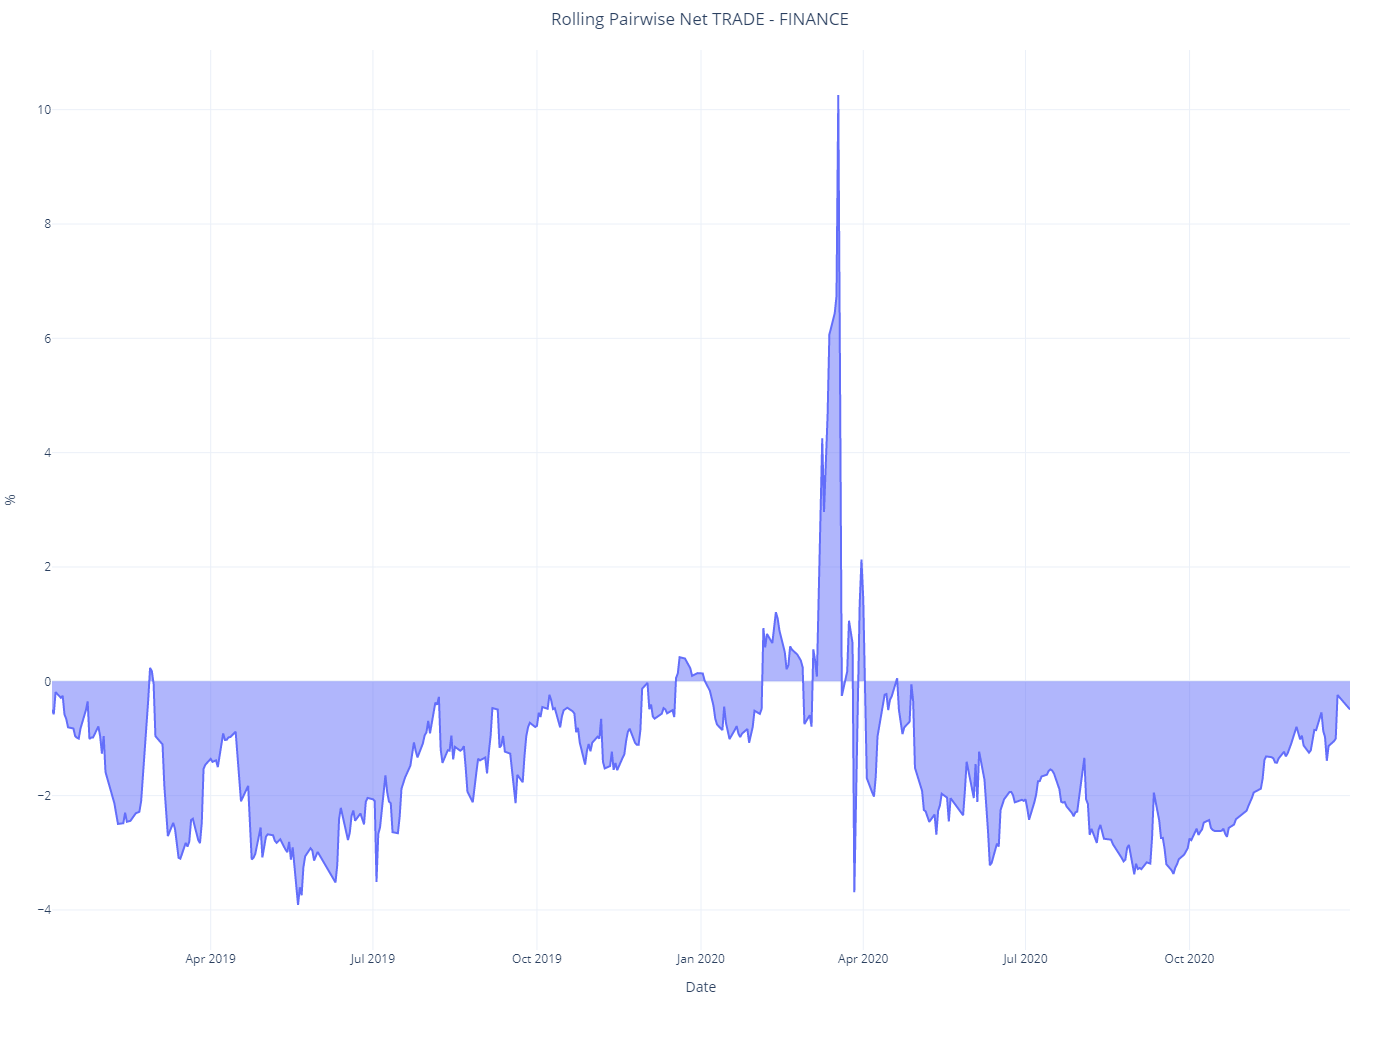 Rolling Pairwise Net TRADE - FINANCE
10
8
6
4
2
0
−2
−4
%
Apr 2019
Jul 2019
Oct 2019
Jan 2020
Apr 2020
Jul 2020
Oct 2020
Date